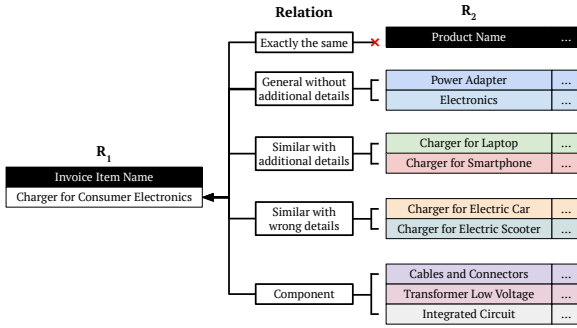 Relation
R2
Exactly the same
Product Name ...
General without
additional details
Power Adapter ...
Electronics ...
R1
Invoice Item Name
Charger for Consumer Electronics
Similar with
additional details
Charger for Laptop ...
Charger for Smartphone ...
Similar with
wrong details
Charger for Electric Car ...
Charger for Electric Scooter ...
Component
Cables and Connectors ...
Transformer Low Voltage ...
Integrated Circuit ...